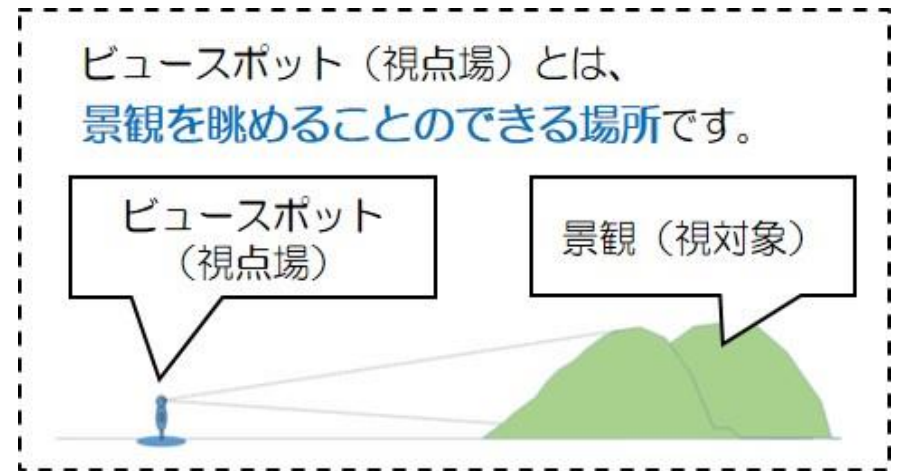 ビュースポット（視点場）とは、
景観を眺めることのできる場所です。
ビュースポット
（視点場）
景観（視対象）